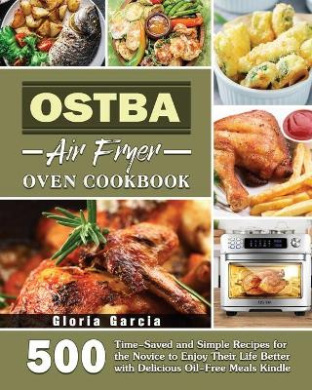 OSTBA
Air Fryer
OVEN COOKBOOK
Gloria Garcia
500
Time-Saved and Simple Recipes for
the Novice to Enjoy Their Life Better
with Delicious Oil-Free Meals Kindle